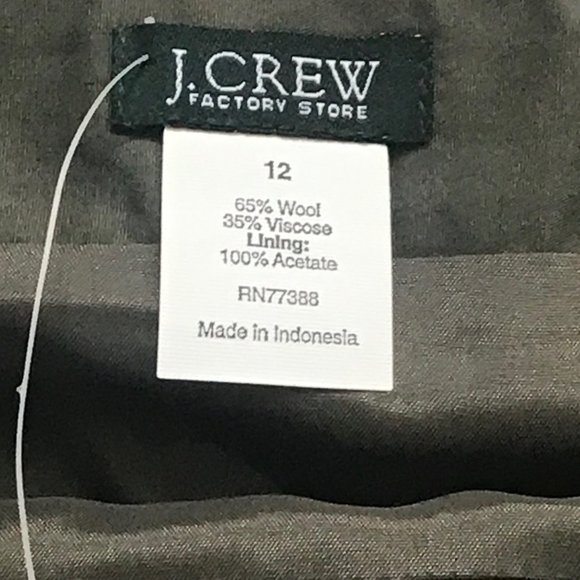 J.CREW
FACTORY STORE
12
65% Wool
35% Viscose
Lining:
100% Acetate
RN77388
Made in Indonesia